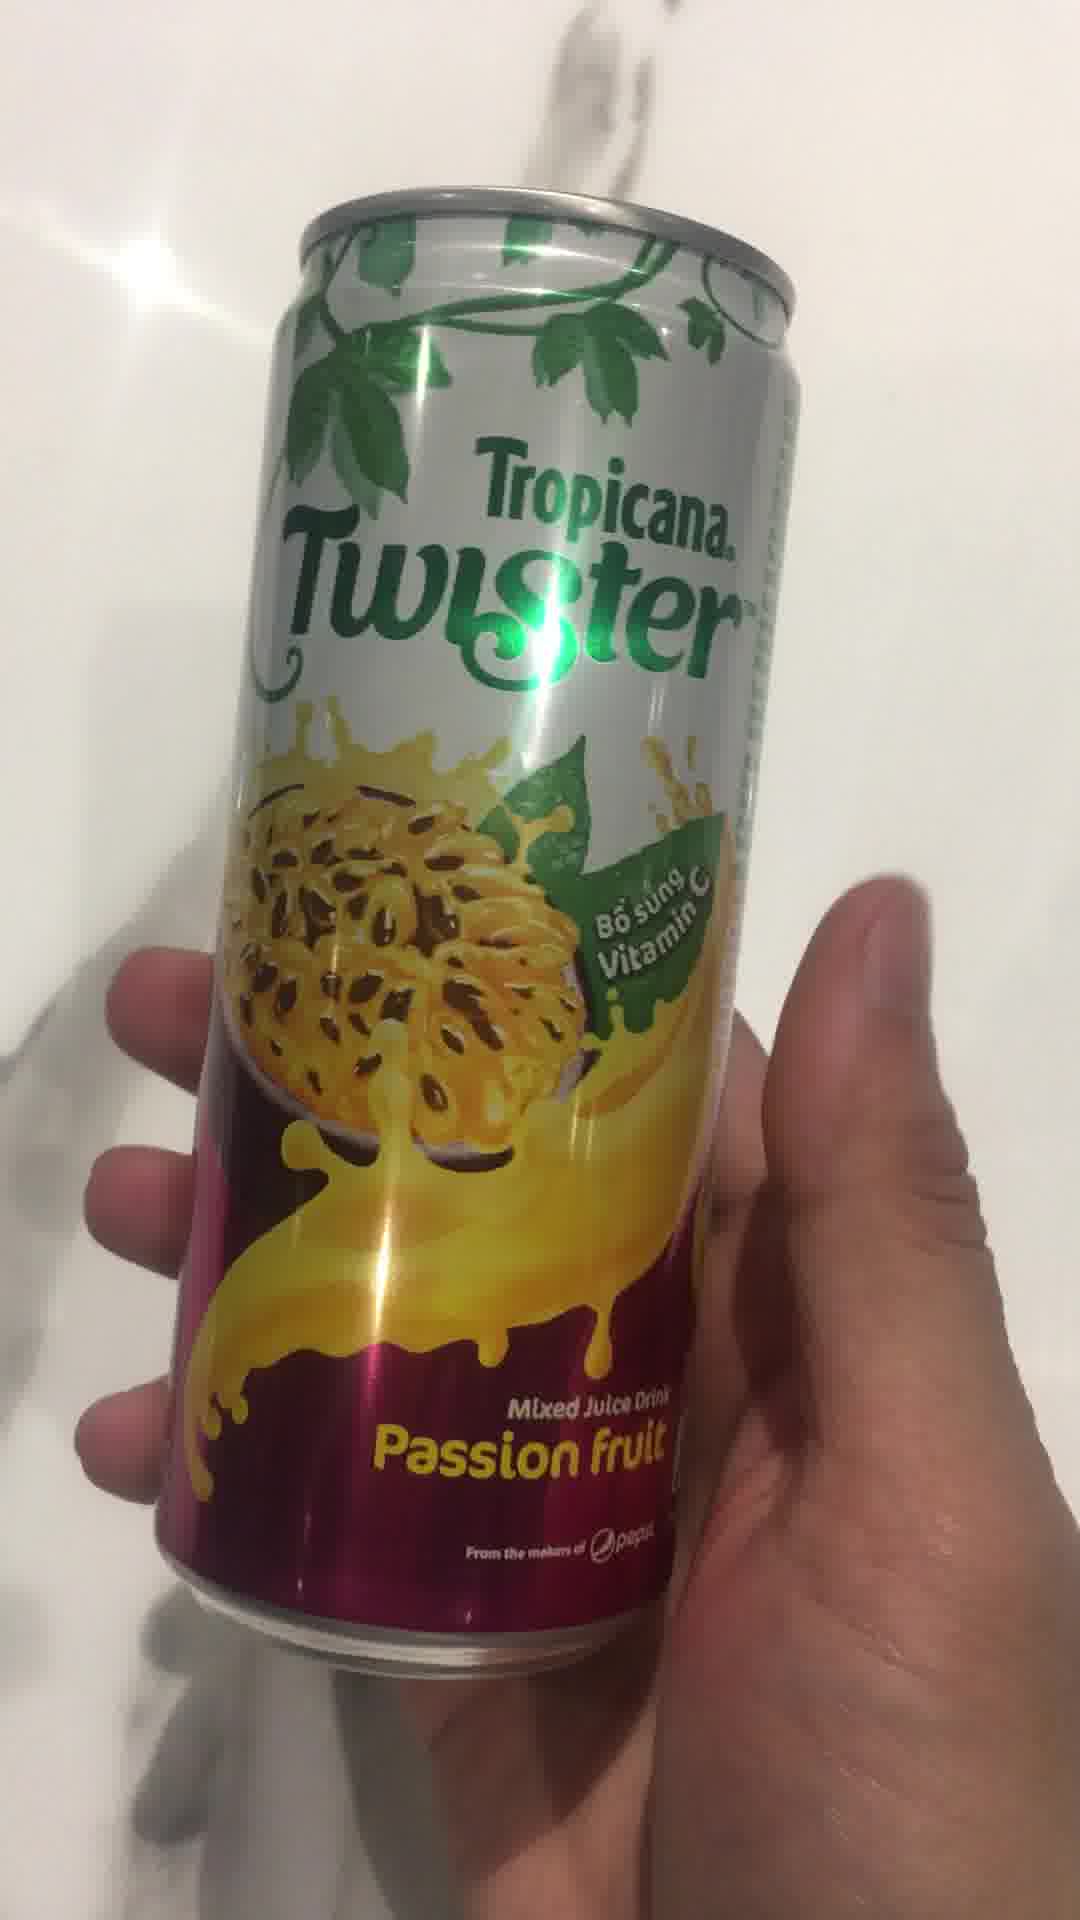 Tropicana
Twister
Bổ sung
Vitamin C
Mixed Juice Drink
Passion fruit
From the makers of pepsi